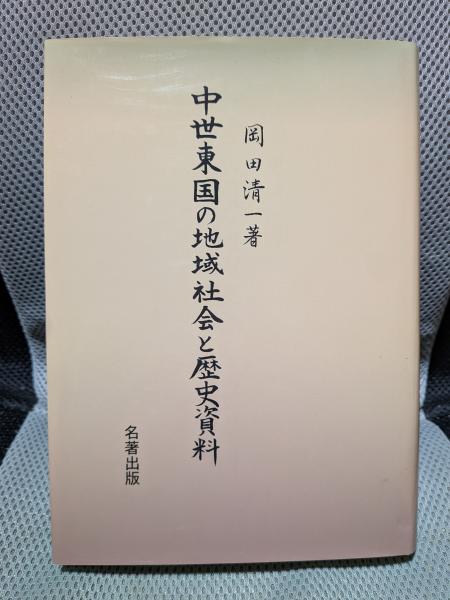 岡田清一著
中世東国の地域社会と歴史資料
名著出版